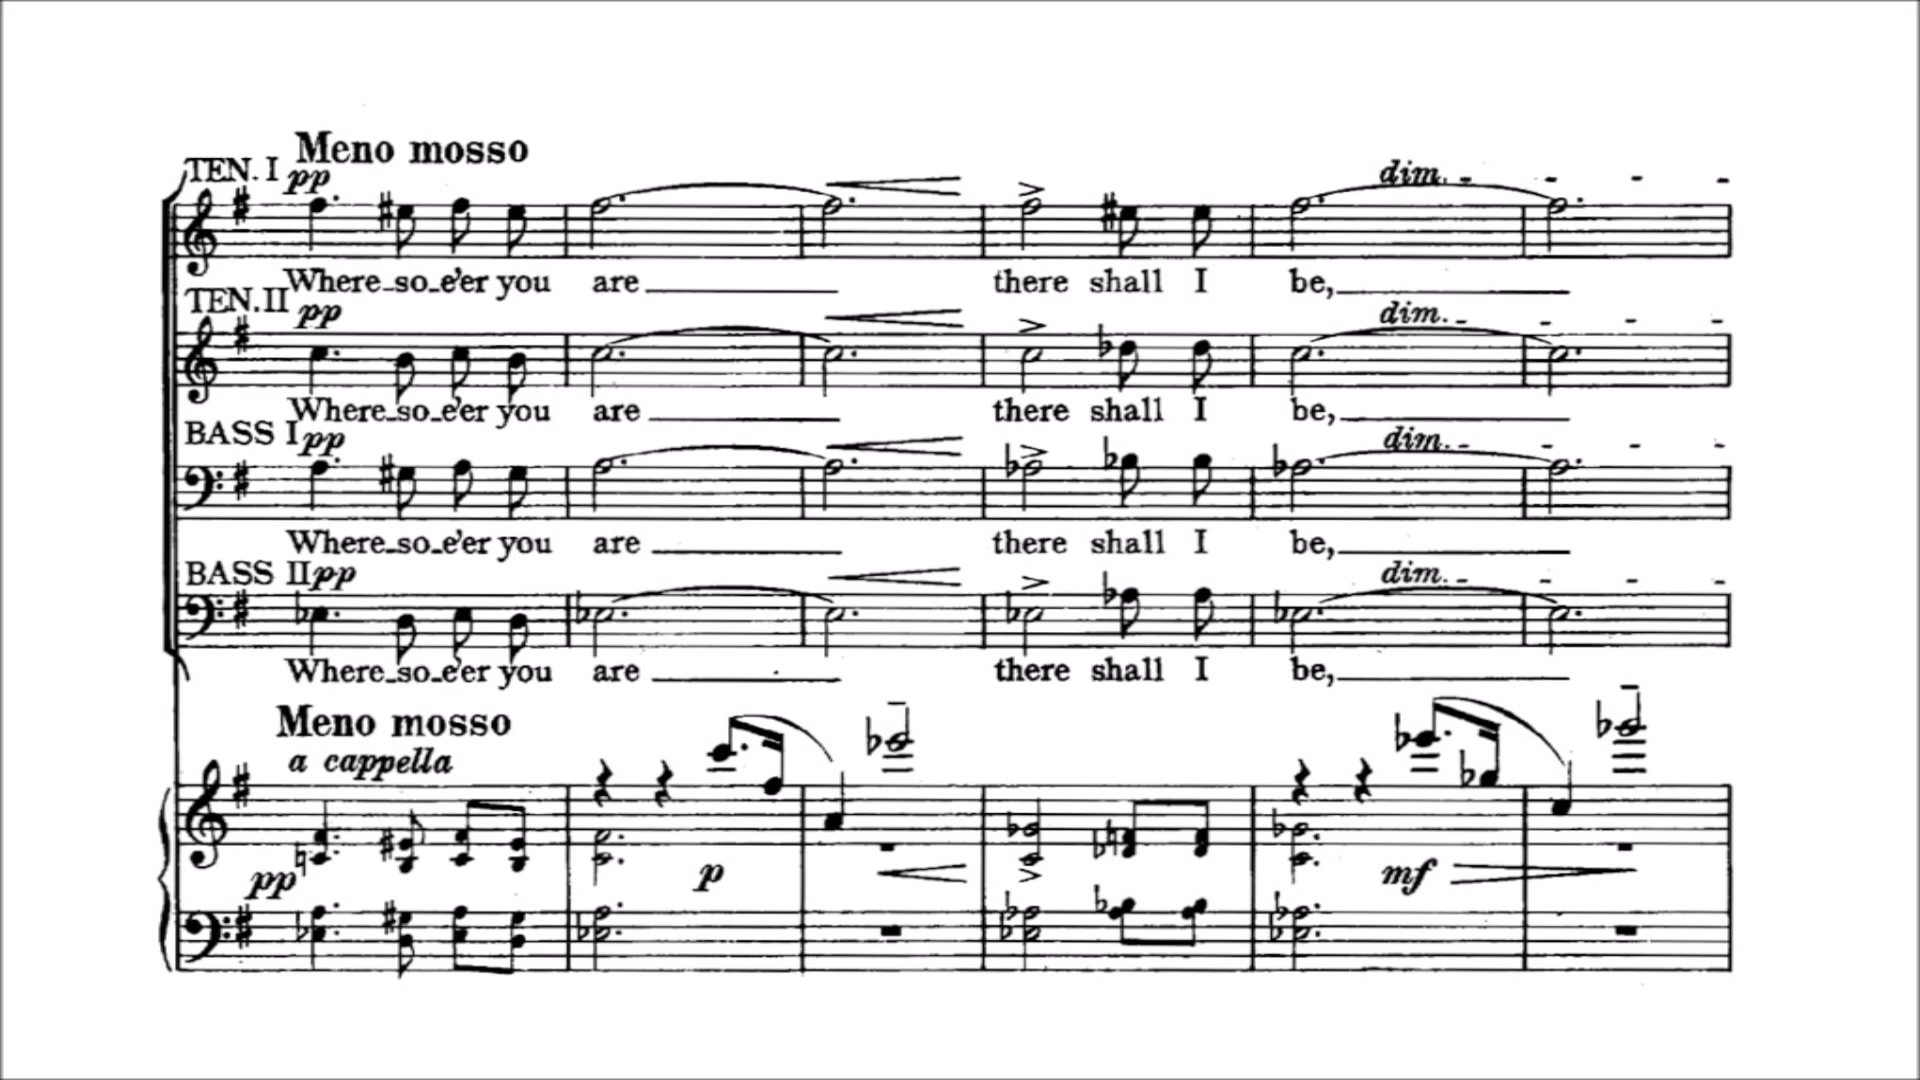 Meno mosso
TEN. I pp
dim. - - - -
Where_so_e'er you are there shall I be,
TEN. II pp
dim. - - - -
Where_so_e'er you are there shall I be,
BASS I pp
dim. - - - -
Where_so_e'er you are there shall I be,
BASS II pp
dim. - - - -
Where_so_e'er you are there shall I be,
Meno mosso
a cappella
pp p mf